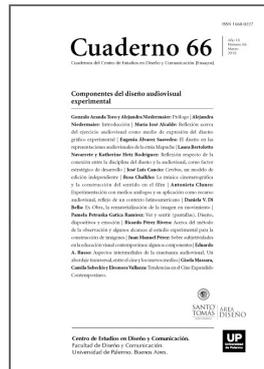 ISSN 1668-0227
Año 18
Número 66
Marzo
2018
Cuaderno 66
Cuadernos del Centro de Estudios en Diseño y Comunicación [Ensayos]
Componentes del diseño audiovisual
experimental
Gonzalo Aranda Toro y Alejandra Niedermaier: Prólogo | Alejandra
Niedermaier: Introducción | María José Alcalde: Reflexión acerca
del ejercicio audiovisual como medio de expresión del diseño
gráfico experimental | Eugenia Álvarez Saavedra: El diseño en las
representaciones audiovisuales de la etnia Mapuche | Laura Bertolotto
Navarrete y Katherine Hetz Rodríguez: Reflexión respecto de la
conexión entre la disciplina del diseño y la audiovisual, como factor
estratégico de desarrollo | José Luis Cancio: Cerebus, un modelo de
edición independiente | Rosa Chalkho: La música cinematográfica
y la construcción del sentido en el film | Antonieta Clunes:
Experimentación con medios análogos y su aplicación como recurso
audiovisual, reflejo de un contexto latinoamericano | Daniela V. Di
Bella: Ex Obra, la rematerialización de la imagen en movimiento |
Pamela Petruska Gatica Ramírez: Ver y sentir (pantallas). Diseño,
dispositivos y emoción | Ricardo Pérez Rivera: Acerca del método
de la observación y algunos alcances al estudio experimental para la
construcción de imágenes | Juan Manuel Pérez: Sobre subjetividades
en la educación visual contemporánea: algunos componentes | Eduardo
A. Russo: Aspectos intermediales de la enseñanza audiovisual. Un
abordaje transversal, entre el cine y los nuevos medios | Gisela Massara,
Camila Sabeckis y Eleonora Vallazza: Tendencias en el Cine Expandido
Contemporáneo.
SANTO
TOMÁS
ÁREA
DISEÑO
Centro de Estudios en Diseño y Comunicación.
Facultad de Diseño y Comunicación.
Universidad de Palermo. Buenos Aires.
UP
Universidad
de Palermo